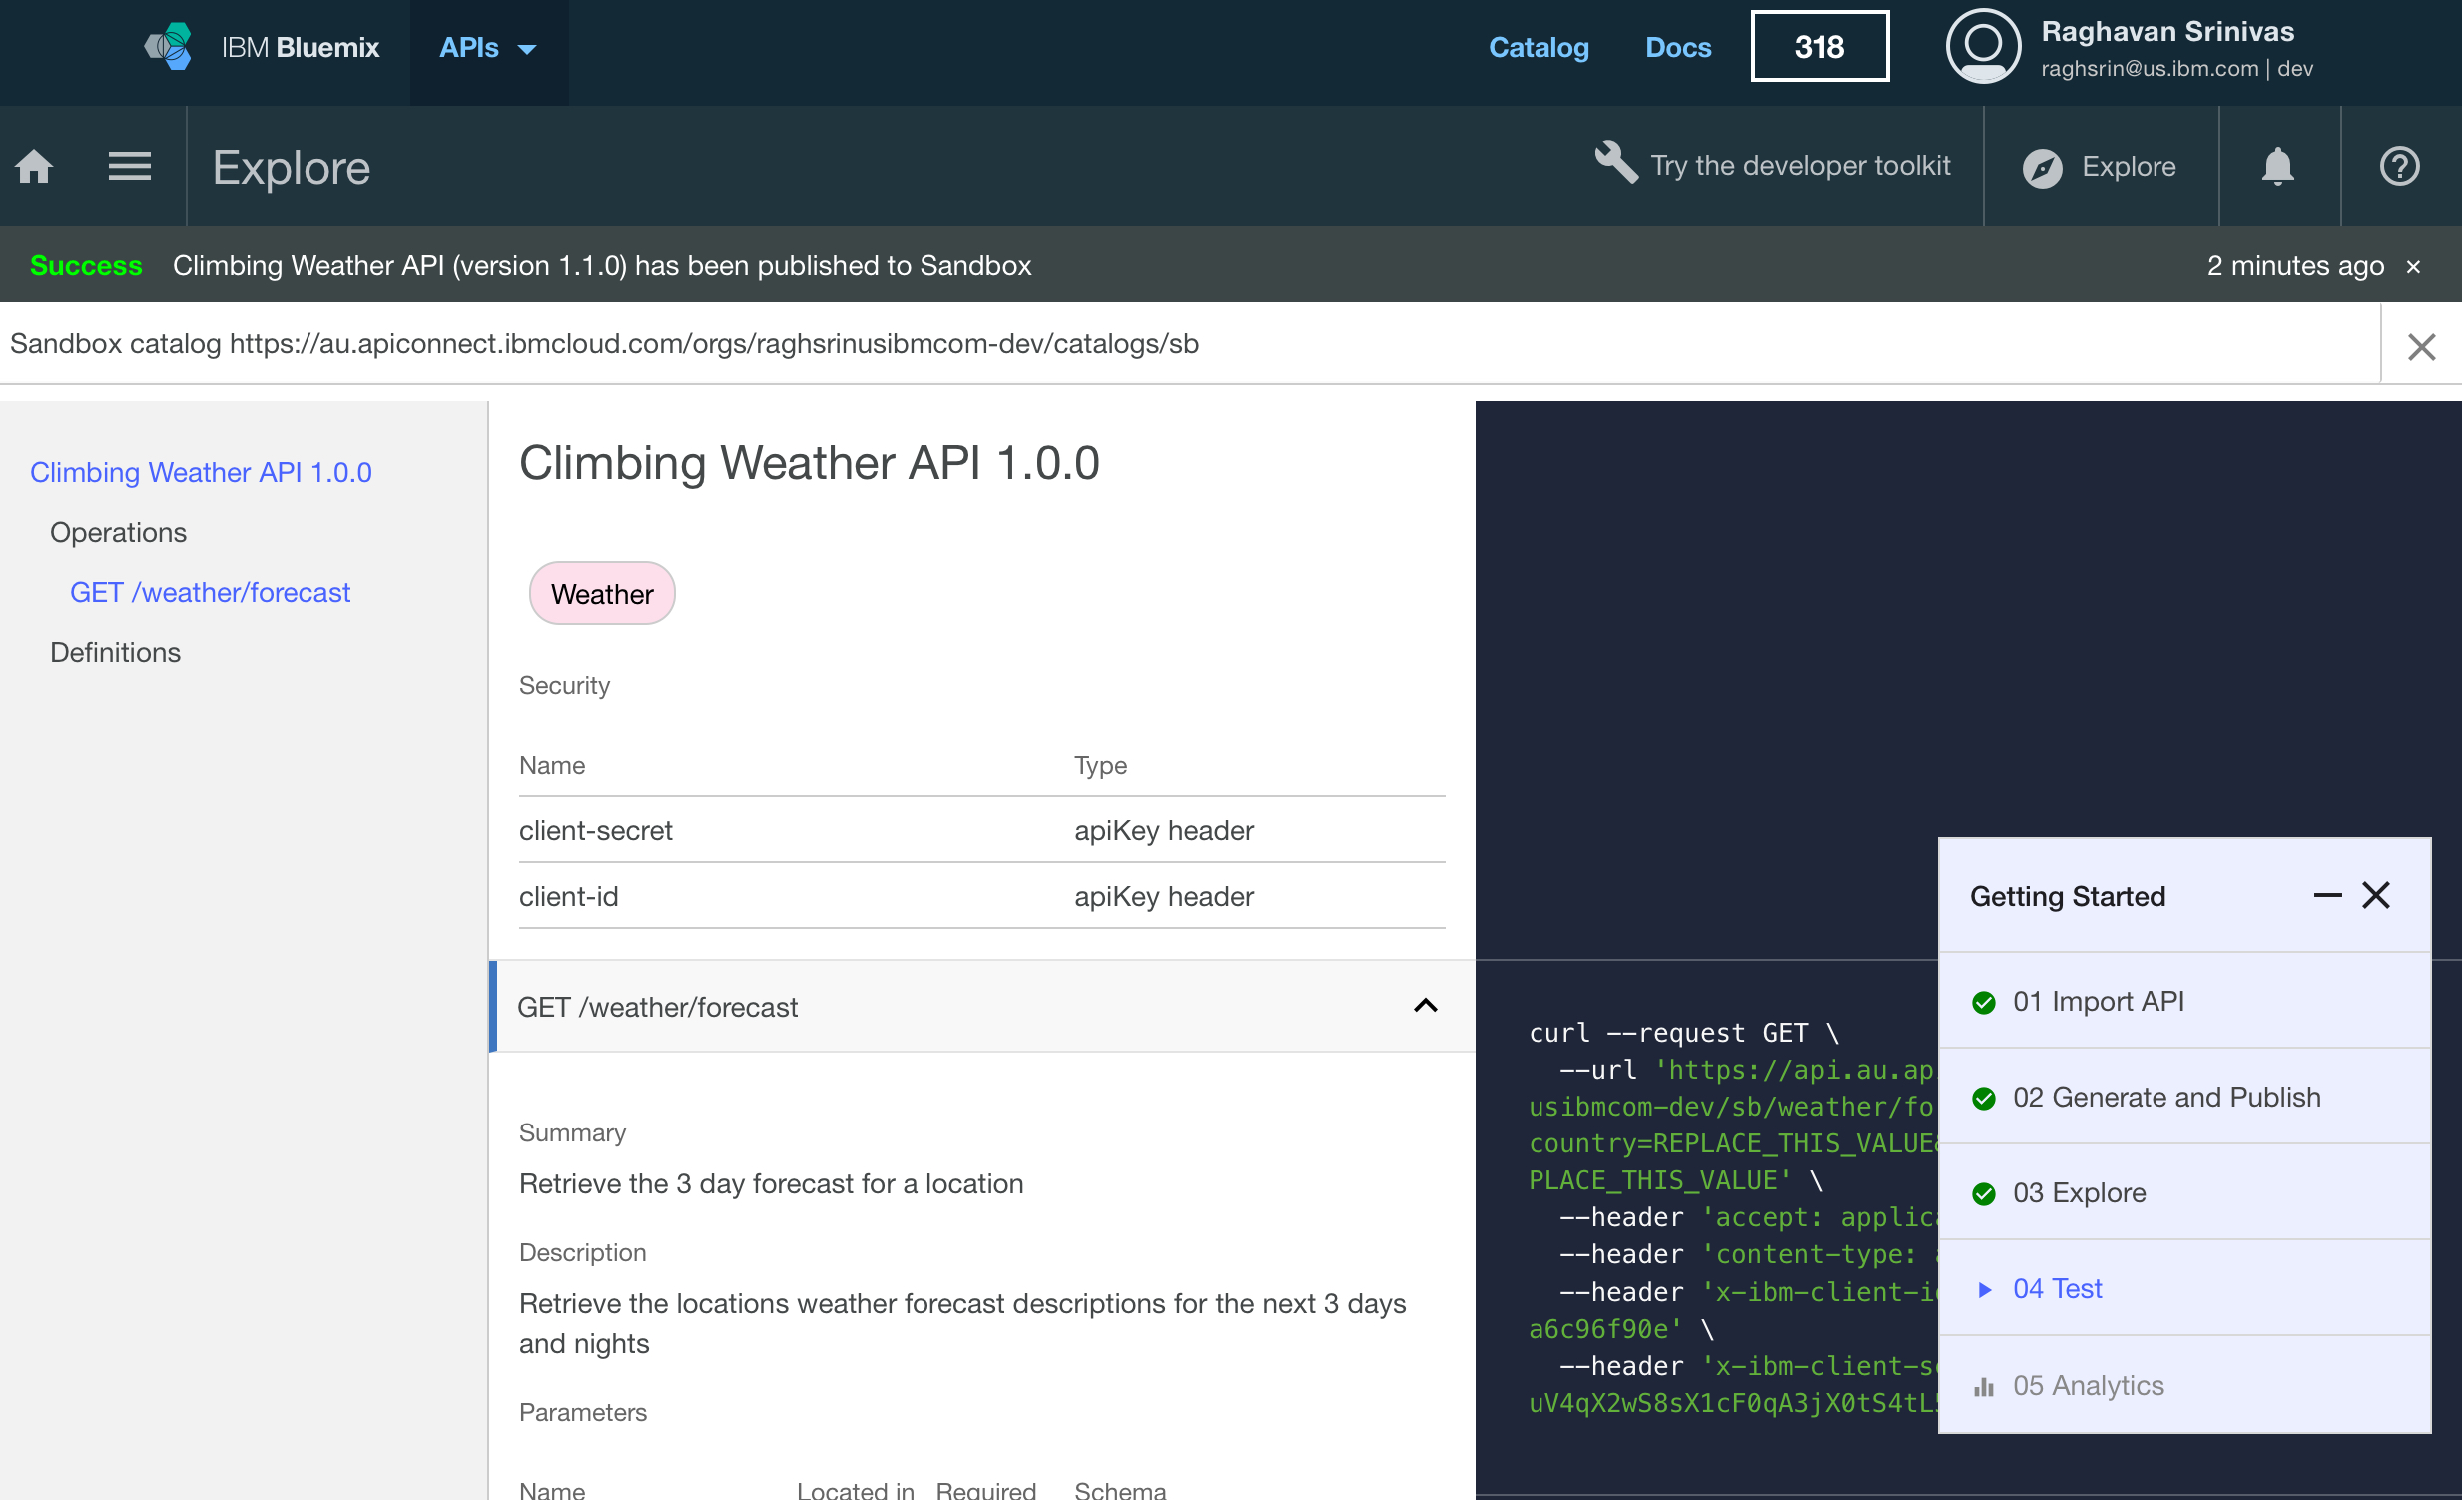 IBM Bluemix APIs Catalog Docs 318 Raghavan Srinivas
raghsrin@us.ibm.com | dev
Explore Try the developer toolkit Explore
Success Climbing Weather API (version 1.1.0) has been published to Sandbox 2 minutes ago ×
Sandbox catalog https://au.apiconnect.ibmcloud.com/orgs/raghsrinusibmcom-dev/catalogs/sb
Climbing Weather API 1.0.0
Operations
GET /weather/forecast
Definitions
Climbing Weather API 1.0.0
Weather
Security
Name Type
client-secret apiKey header
client-id apiKey header
GET /weather/forecast
Summary
Retrieve the 3 day forecast for a location
Description
Retrieve the locations weather forecast descriptions for the next 3 days
and nights
Parameters
Name Located in Required Schema
curl --request GET \
--url 'https://api.au.ap
usibmcom-dev/sb/weather/fo
country=REPLACE_THIS_VALUE
PLACE_THIS_VALUE' \
--header 'accept: applic
--header 'content-type:
--header 'x-ibm-client-i
a6c96f90e' \
--header 'x-ibm-client-s
uV4qX2wS8sX1cF0qA3jX0tS4tL
Getting Started
01 Import API
02 Generate and Publish
03 Explore
04 Test
05 Analytics